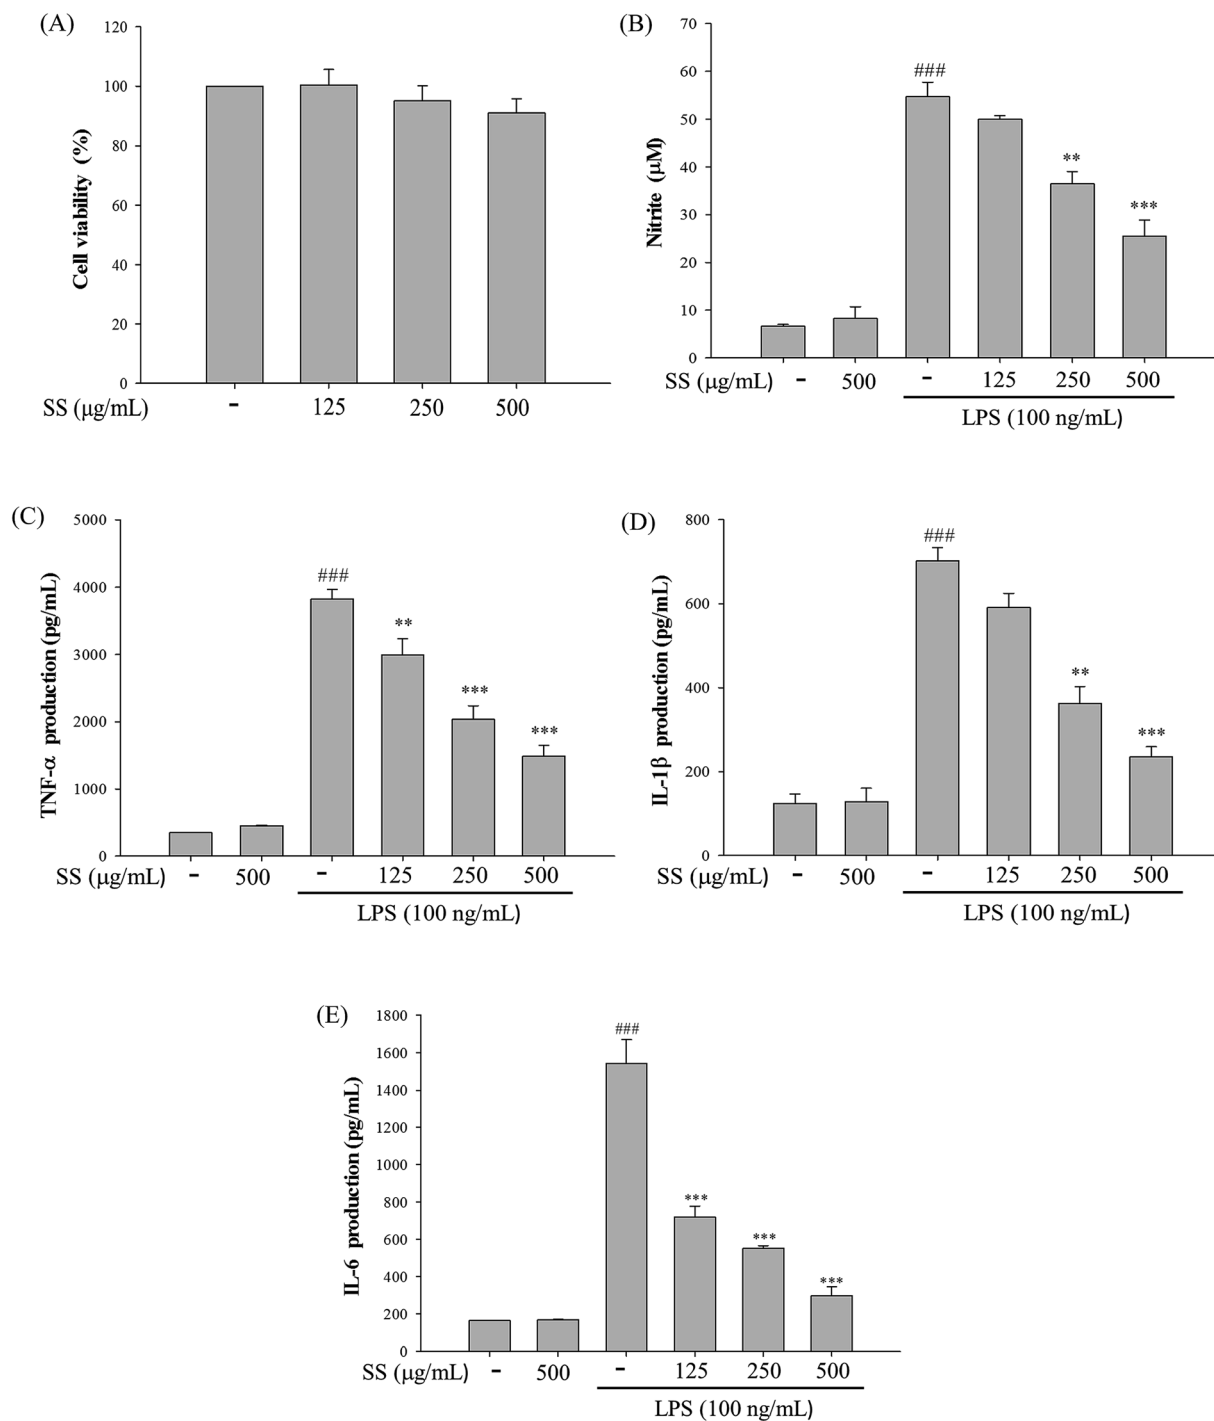 (A)
120
100
80
60
40
20
0
Cell viability (%)
SS (μg/mL) - 125 250 500
(B)
70
60
50
40
30
20
10
0
Nitrite (μM)
###
**
***
SS (μg/mL) - 500 - 125 250 500
LPS (100 ng/mL)
(C)
5000
4000
3000
2000
1000
0
TNF-α production (pg/mL)
###
**
***
***
SS (μg/mL) - 500 - 125 250 500
LPS (100 ng/mL)
(D)
800
600
400
200
0
IL-1β production (pg/mL)
###
**
***
SS (μg/mL) - 500 - 125 250 500
LPS (100 ng/mL)
(E)
1800
1600
1400
1200
1000
800
600
400
200
0
IL-6 production (pg/mL)
###
***
***
***
SS (μg/mL) - 500 - 125 250 500
LPS (100 ng/mL)